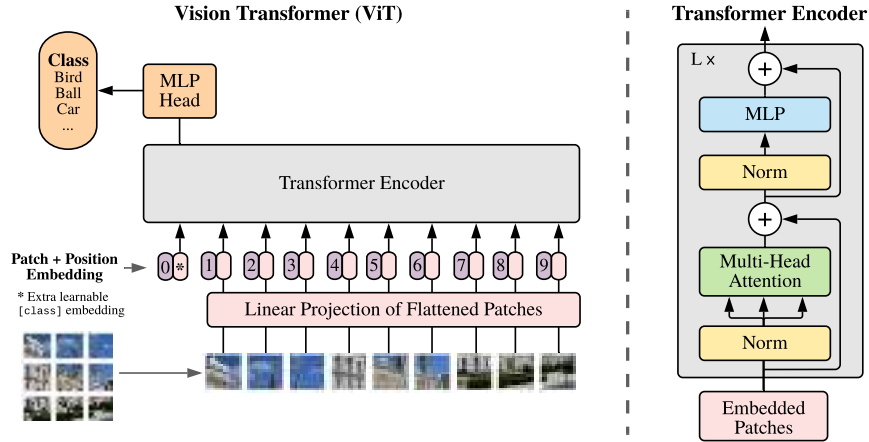 Vision Transformer (ViT)
Class
Bird
Ball
Car
...
MLP
Head
Transformer Encoder
Patch + Position
Embedding
0 * 1 2 3 4 5 6 7 8 9
* Extra learnable
[class] embedding
Linear Projection of Flattened Patches
Transformer Encoder
L ×
+
MLP
Norm
+
Multi-Head
Attention
Norm
Embedded
Patches